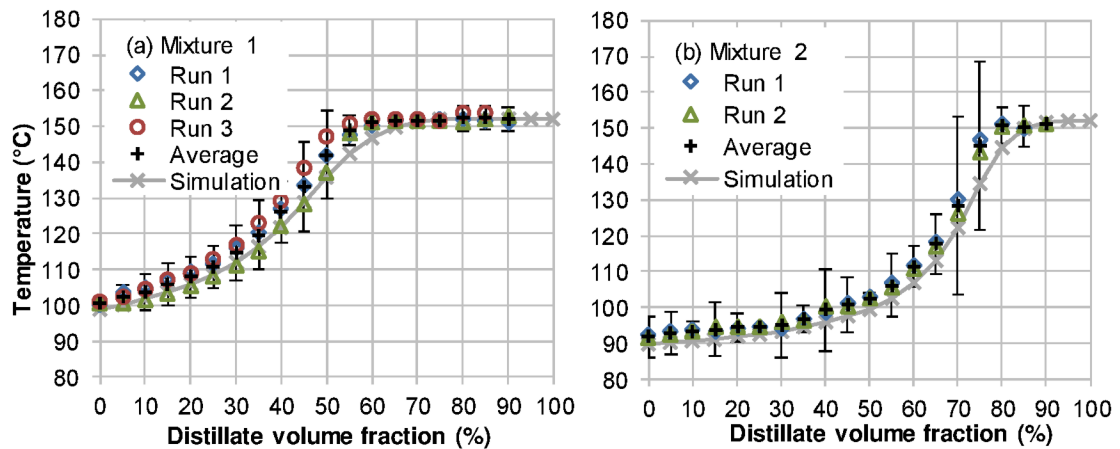 180
170
160
150
140
130
120
110
100
90
80
Temperature (°C)
(a) Mixture 1
Run 1
Run 2
Run 3
Average
Simulation
0 10 20 30 40 50 60 70 80 90 100
Distillate volume fraction (%)
180
170
160
150
140
130
120
110
100
90
80
(b) Mixture 2
Run 1
Run 2
Average
Simulation
0 10 20 30 40 50 60 70 80 90 100
Distillate volume fraction (%)